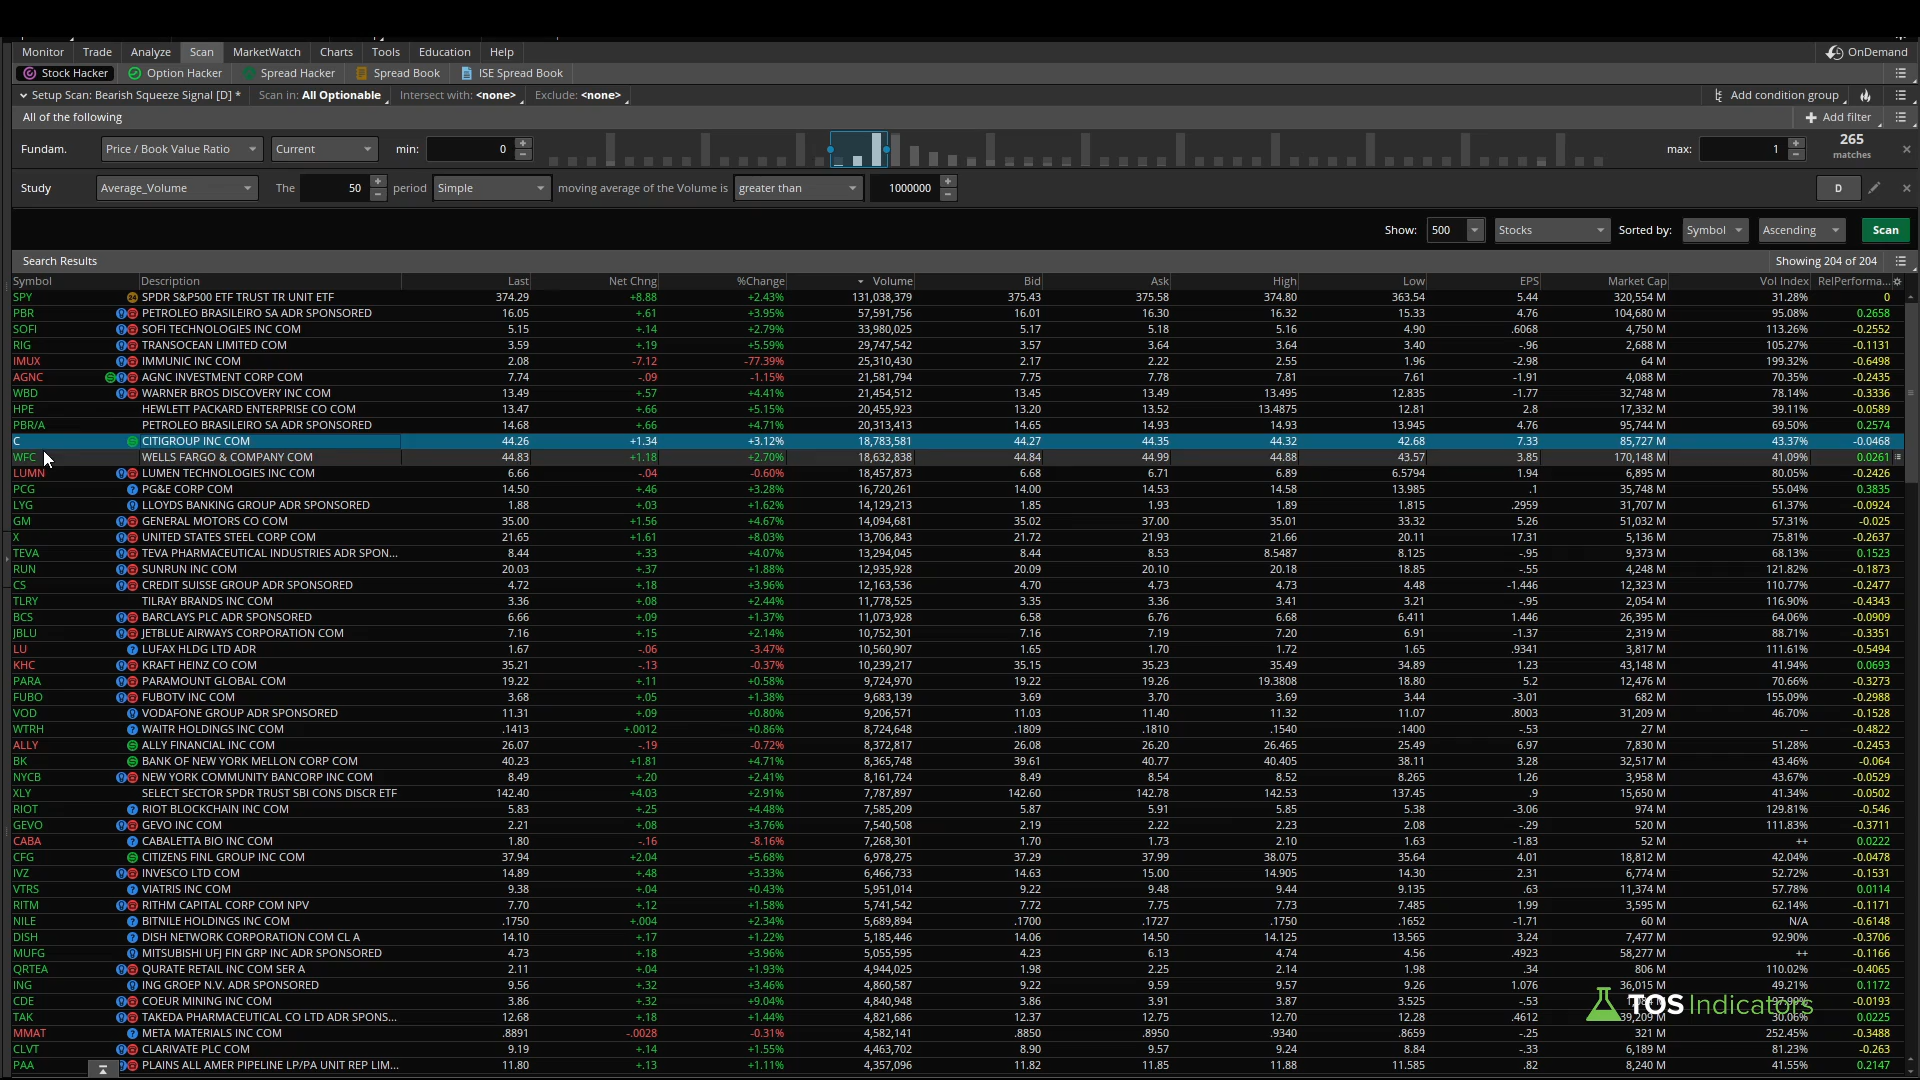 Monitor Trade Analyze Scan MarketWatch Charts Tools Education Help OnDemand
Stock Hacker Option Hacker Spread Hacker Spread Book ISE Spread Book
Setup Scan: Bearish Squeeze Signal [D] * Scan in: All Optionable Intersect with: <none> Exclude: <none> Add condition group
All of the following Add filter
Fundam. Price / Book Value Ratio Current min: 0 max: 1 265 matches
Study Average_Volume The 50 period Simple moving average of the Volume is greater than 1000000 D
Show: 500 Stocks Sorted by: Symbol Ascending Scan
Search Results Showing 204 of 204
Symbol Description Last Net Chng %Change Volume Bid Ask High Low EPS Market Cap Vol Index RelPerforma...
SPY SPDR S&P500 ETF TRUST TR UNIT ETF 374.29 +8.88 +2.43% 131,038,379 375.43 375.58 374.80 363.54 5.44 320,554 M 31.28% 0
PBR PETROLEO BRASILEIRO SA ADR SPONSORED 16.05 +.61 +3.95% 57,591,756 16.01 16.30 16.32 15.33 4.76 104,680 M 95.08% 0.2658
SOFI SOFI TECHNOLOGIES INC COM 5.15 +.14 +2.79% 33,980,025 5.17 5.18 5.16 4.90 .6068 4,750 M 113.26% -0.2552
RIG TRANSOCEAN LIMITED COM 3.59 +.19 +5.59% 29,747,542 3.57 3.64 3.64 3.40 -.96 2,688 M 105.27% -0.1131
IMUX IMMUNIC INC COM 2.08 -7.12 -77.39% 25,310,430 2.17 2.22 2.55 1.96 -2.98 64 M 199.32% -0.6498
AGNC AGNC INVESTMENT CORP COM 7.74 -.09 -1.15% 21,581,794 7.75 7.78 7.81 7.61 -1.91 4,088 M 70.35% -0.2435
WBD WARNER BROS DISCOVERY INC COM 13.49 +.57 +4.41% 21,454,512 13.45 13.49 13.495 12.835 -1.77 32,748 M 78.14% -0.3336
HPE HEWLETT PACKARD ENTERPRISE CO COM 13.47 +.66 +5.15% 20,455,923 13.20 13.52 13.4875 12.81 2.8 17,332 M 39.11% -0.0589
PBR/A PETROLEO BRASILEIRO SA ADR SPONSORED 14.68 +.66 +4.71% 20,313,413 14.65 14.93 14.93 13.945 4.76 95,744 M 69.50% 0.2574
C CITIGROUP INC COM 44.26 +1.34 +3.12% 18,783,581 44.27 44.35 44.32 42.68 7.33 85,727 M 43.37% -0.0468
WFC WELLS FARGO & COMPANY COM 44.83 +1.18 +2.70% 18,632,838 44.84 44.99 44.88 43.57 3.85 170,148 M 41.09% 0.0261
LUMN LUMEN TECHNOLOGIES INC COM 6.66 -.04 -0.60% 18,457,873 6.68 6.71 6.89 6.5794 1.94 6,895 M 80.05% -0.2426
PCG PG&E CORP COM 14.50 +.46 +3.28% 16,720,261 14.00 14.53 14.58 13.985 .1 35,748 M 55.04% 0.3835
LYG LLOYDS BANKING GROUP ADR SPONSORED 1.88 +.03 +1.62% 14,129,213 1.85 1.93 1.89 1.815 .2959 31,707 M 61.37% -0.0924
GM GENERAL MOTORS CO COM 35.00 +1.56 +4.67% 14,094,681 35.02 37.00 35.01 33.32 5.26 51,032 M 57.31% -0.025
X UNITED STATES STEEL CORP COM 21.65 +1.61 +8.03% 13,706,843 21.72 21.93 21.66 20.11 17.31 5,136 M 75.81% -0.2637
TEVA TEVA PHARMACEUTICAL INDUSTRIES ADR SPON... 8.44 +.33 +4.07% 13,294,045 8.44 8.53 8.5487 8.125 -.95 9,373 M 68.13% 0.1523
RUN SUNRUN INC COM 20.03 +.37 +1.88% 12,935,928 20.09 20.10 20.18 18.85 -.55 4,248 M 121.82% -0.1873
CS CREDIT SUISSE GROUP ADR SPONSORED 4.72 +.18 +3.96% 12,163,536 4.70 4.73 4.73 4.48 -1.446 12,323 M 110.77% -0.2477
TLRY TILRAY BRANDS INC COM 3.36 +.08 +2.44% 11,778,525 3.35 3.36 3.41 3.21 -.95 2,054 M 116.90% -0.4343
BCS BARCLAYS PLC ADR SPONSORED 6.66 +.09 +1.37% 11,073,928 6.58 6.76 6.68 6.411 1.446 26,395 M 64.06% -0.0909
JBLU JETBLUE AIRWAYS CORPORATION COM 7.16 +.15 +2.14% 10,752,301 7.16 7.19 7.20 6.91 -1.37 2,319 M 88.71% -0.3351
LU LUFAX HLDG LTD ADR 1.67 -.06 -3.47% 10,560,907 1.65 1.70 1.72 1.65 .9341 3,817 M 111.61% -0.5494
KHC KRAFT HEINZ CO COM 35.21 -.13 -0.37% 10,239,217 35.15 35.23 35.49 34.89 1.23 43,148 M 41.94% 0.0693
PARA PARAMOUNT GLOBAL COM 19.22 +.11 +0.58% 9,724,970 19.22 19.26 19.3808 18.80 5.2 12,476 M 70.66% -0.3273
FUBO FUBOTV INC COM 3.68 +.05 +1.38% 9,683,139 3.69 3.70 3.69 3.44 -3.01 682 M 155.09% -0.2988
VOD VODAFONE GROUP ADR SPONSORED 11.31 +.09 +0.80% 9,206,571 11.03 11.40 11.32 11.07 .8003 31,209 M 46.70% -0.1528
WTRH WAITR HOLDINGS INC COM .1413 +.0012 +0.86% 8,724,648 .1809 .1810 .1540 .1400 -.53 27 M -- -0.4822
ALLY ALLY FINANCIAL INC COM 26.07 -.19 -0.72% 8,372,817 26.08 26.20 26.465 25.49 6.97 7,830 M 51.28% -0.2453
BK BANK OF NEW YORK MELLON CORP COM 40.23 +1.81 +4.71% 8,365,748 39.61 40.77 40.405 38.11 3.28 32,517 M 43.46% -0.064
NYCB NEW YORK COMMUNITY BANCORP INC COM 8.49 +.20 +2.41% 8,161,724 8.49 8.54 8.52 8.265 1.26 3,958 M 43.67% -0.0529
XLY SELECT SECTOR SPDR TRUST SBI CONS DISCR ETF 142.40 +4.03 +2.91% 7,787,897 142.60 142.78 142.53 137.45 .9 15,650 M 41.34% -0.0502
RIOT RIOT BLOCKCHAIN INC COM 5.83 +.25 +4.48% 7,585,209 5.87 5.91 5.85 5.38 -3.06 974 M 129.81% -0.546
GEVO GEVO INC COM 2.21 +.08 +3.76% 7,540,508 2.19 2.22 2.23 2.08 -.29 520 M 111.83% -0.3711
CABA CABALETTA BIO INC COM 1.80 -.16 -8.16% 7,268,301 1.70 1.73 2.10 1.63 -1.83 52 M ++ 0.0222
CFG CITIZENS FINL GROUP INC COM 37.94 +2.04 +5.68% 6,978,275 37.29 37.99 38.075 35.64 4.01 18,812 M 42.04% -0.0478
IVZ INVESCO LTD COM 14.89 +.48 +3.33% 6,466,733 14.63 15.00 14.905 14.30 2.31 6,774 M 52.72% -0.1531
VTRS VIATRIS INC COM 9.38 +.04 +0.43% 5,951,014 9.22 9.48 9.44 9.135 .63 11,374 M 57.78% 0.0114
RITM RITHM CAPITAL CORP COM NPV 7.70 +.12 +1.58% 5,741,542 7.72 7.75 7.73 7.485 1.99 3,595 M 62.14% -0.1171
NILE BITNILE HOLDINGS INC COM .1750 +.004 +2.34% 5,689,894 .1700 .1727 .1750 .1652 -1.71 60 M N/A -0.6148
DISH DISH NETWORK CORPORATION COM CL A 14.10 +.17 +1.22% 5,185,446 14.06 14.50 14.125 13.565 3.24 7,477 M 92.90% -0.3706
MUFG MITSUBISHI UFJ FIN GRP INC ADR SPONSORED 4.73 +.18 +3.96% 5,055,595 4.23 6.13 4.74 4.56 .4923 58,277 M ++ -0.1166
QRTEA QURATE RETAIL INC COM SER A 2.11 +.04 +1.93% 4,944,025 1.98 2.25 2.14 1.98 .34 806 M 110.02% -0.4065
ING ING GROEP N.V. ADR SPONSORED 9.56 +.32 +3.46% 4,860,587 9.22 9.59 9.57 9.26 1.076 36,015 M 49.21% 0.1172
CDE COEUR MINING INC COM 3.86 +.32 +9.04% 4,840,948 3.86 3.91 3.87 3.525 -.53 -0.0193
TOS Indicators
TAK TAKEDA PHARMACEUTICAL CO LTD ADR SPONS... 12.68 +.18 +1.44% 4,821,686 12.37 12.75 12.70 12.28 .4612 39,209 M 30.06% 0.0225
MMAT META MATERIALS INC COM .8891 -.0028 -0.31% 4,582,141 .8850 .8950 .9340 .8659 -.25 321 M 252.45% -0.3488
CLVT CLARIVATE PLC COM 9.19 +.14 +1.55% 4,463,702 8.90 9.57 9.24 8.84 -.33 6,189 M 81.23% -0.263
PAA PLAINS ALL AMER PIPELINE LP/PA UNIT REP LIM... 11.80 +.13 +1.11% 4,357,096 11.82 11.85 11.88 11.585 .82 8,240 M 41.55% 0.2147